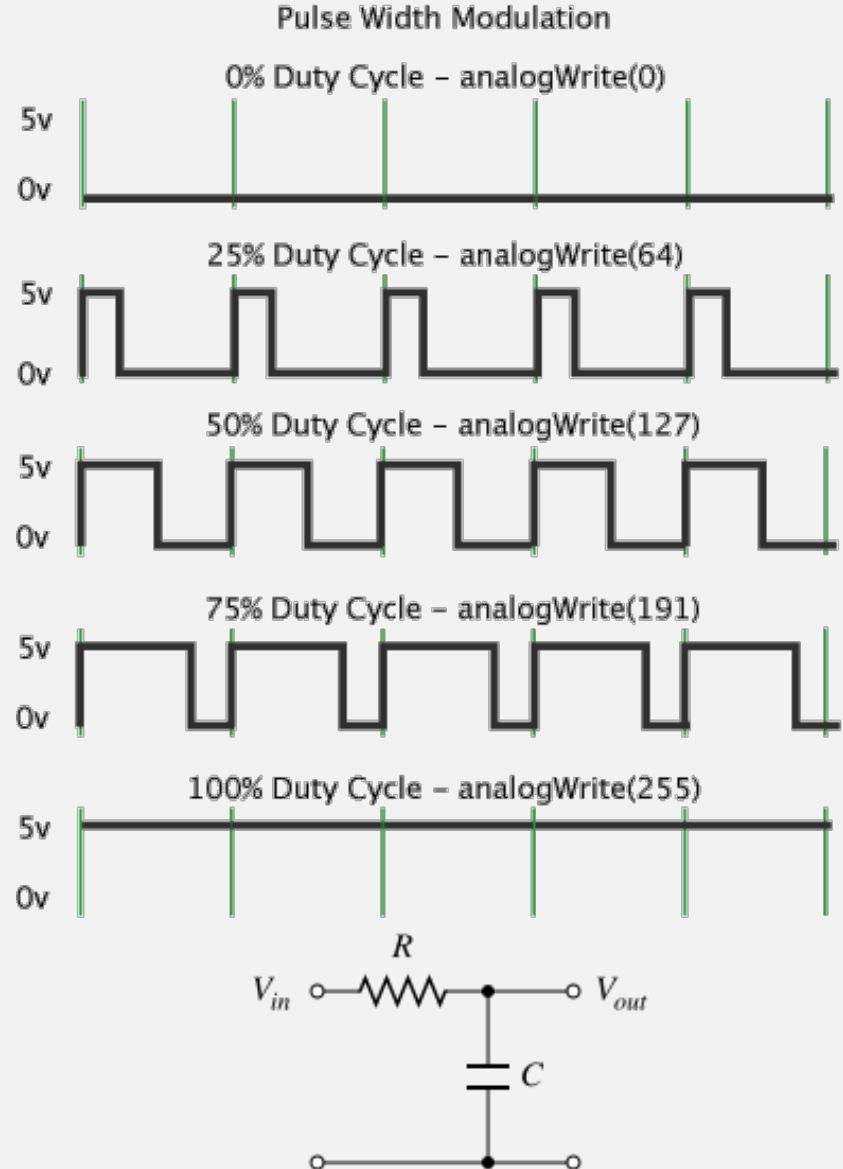 Pulse Width Modulation
0% Duty Cycle – analogWrite(0)
5v
0v
25% Duty Cycle – analogWrite(64)
5v
0v
50% Duty Cycle – analogWrite(127)
5v
0v
75% Duty Cycle – analogWrite(191)
5v
0v
100% Duty Cycle – analogWrite(255)
5v
0v
R
Vin Vout
C